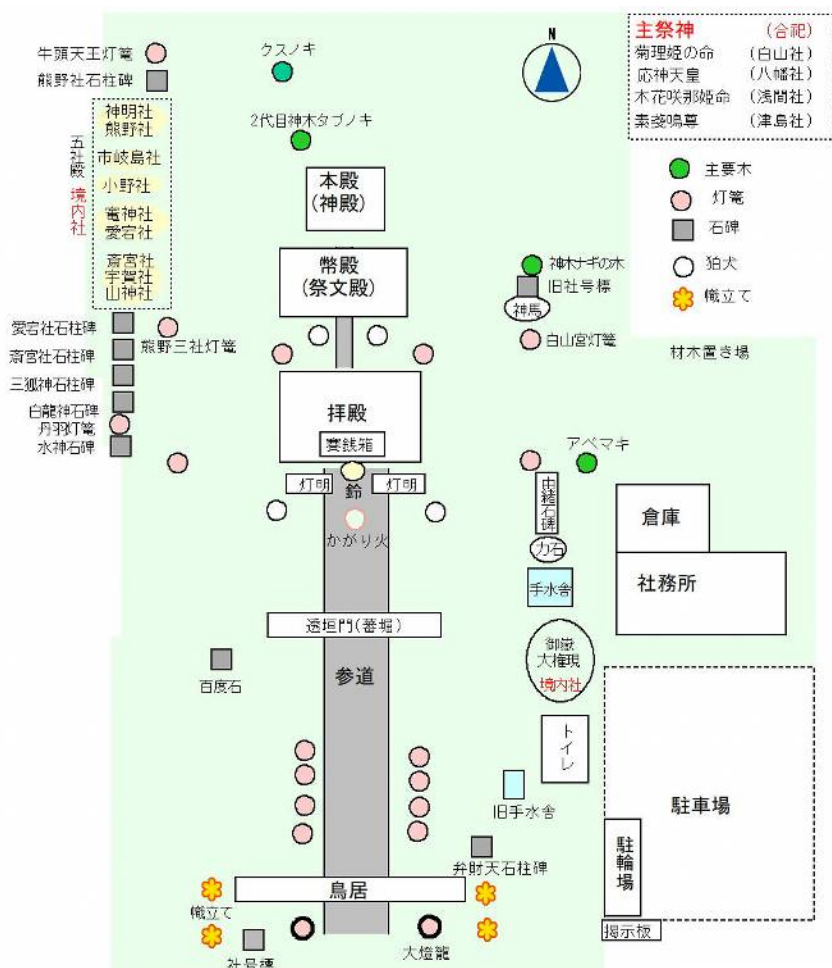 主祭神 (合祀)
菊理姫の命 (白山社)
応神天皇 (八幡社)
木花咲那姫命 (浅間社)
素戔鳴尊 (津島社)
N
主要木
灯篭
石碑
狛犬
幟立て
牛頭天王灯篭
熊野社石柱碑
クスノキ
2代目神木タブノキ
五社殿 境内社
神明社
熊野社
市岐島社
小野社
竈神社
愛宕社
斎宮社
宇賀社
山神社
本殿
(神殿)
幣殿
(祭文殿)
神木ナギの木
旧社号標
神馬
白山宮灯篭
材木置き場
愛宕社石柱碑
熊野三社灯篭
斎宮社石柱碑
三狐神石柱碑
白龍神石碑
丹羽灯篭
水神石碑
拝殿
賽銭箱
灯明
鈴
灯明
かがり火
アベマキ
由緒石碑
力石
手水舎
倉庫
社務所
透垣門(蕃塀)
参道
百度石
御嶽
大権現
境内社
トイレ
旧手水舎
駐車場
駐輪場
弁財天石柱碑
鳥居
幟立て
社号標
大燈籠
掲示板